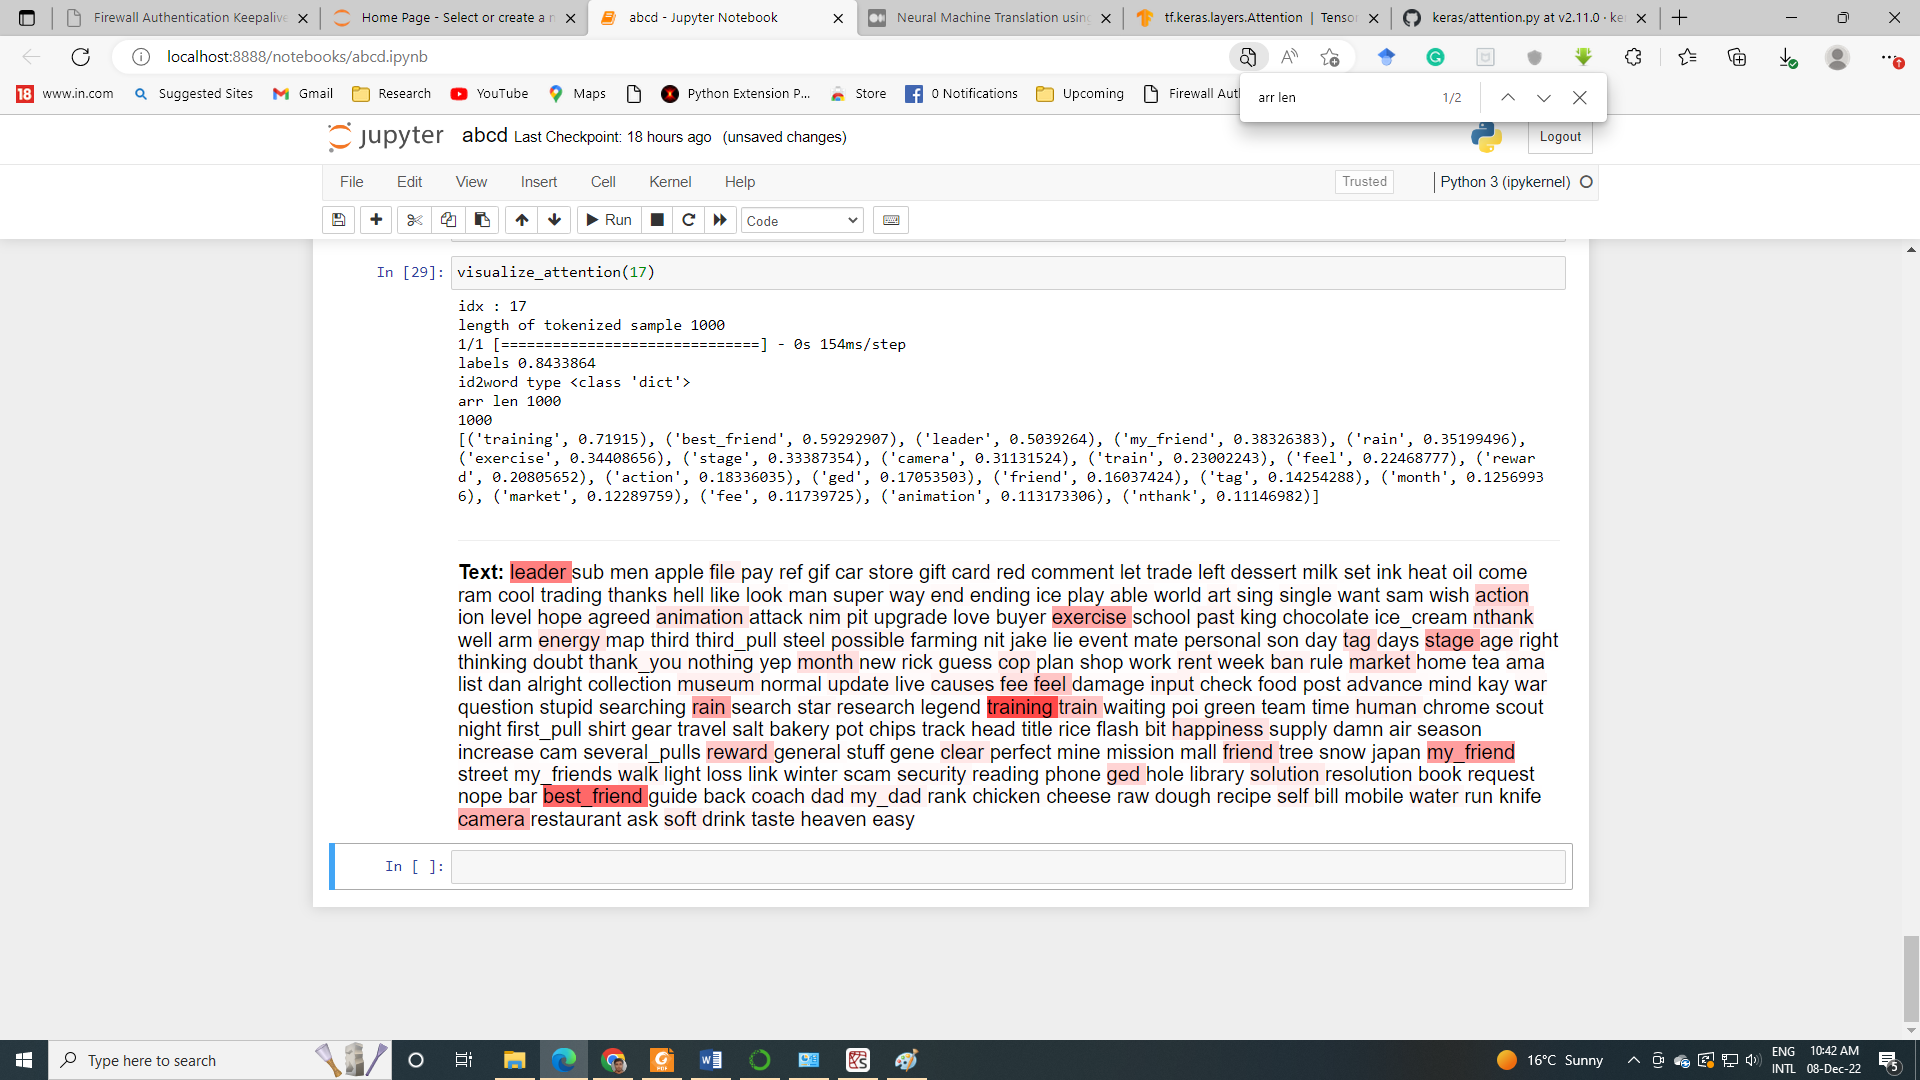 Firewall Authentication Keepalive
Home Page - Select or create a n
abcd - Jupyter Notebook
Neural Machine Translation using
tf.keras.layers.Attention | Tensor
keras/attention.py at v2.11.0 · ke
localhost:8888/notebooks/abcd.ipynb
18 www.in.com Suggested Sites Gmail Research YouTube Maps Python Extension P... Store 0 Notifications Upcoming Firewall Aut
arr len 1/2
jupyter abcd Last Checkpoint: 18 hours ago (unsaved changes) Logout
File Edit View Insert Cell Kernel Help Trusted Python 3 (ipykernel)
Run Code
In [29]: visualize_attention(17)
idx : 17
length of tokenized sample 1000
1/1 [==============================] - 0s 154ms/step
labels 0.8433864
id2word type <class 'dict'>
arr len 1000
1000
[('training', 0.71915), ('best_friend', 0.59292907), ('leader', 0.5039264), ('my_friend', 0.38326383), ('rain', 0.35199496),
('exercise', 0.34408656), ('stage', 0.33387354), ('camera', 0.31131524), ('train', 0.23002243), ('feel', 0.22468777), ('rewar
d', 0.20805652), ('action', 0.18336035), ('ged', 0.17053503), ('friend', 0.16037424), ('tag', 0.14254288), ('month', 0.1256993
6), ('market', 0.12289759), ('fee', 0.11739725), ('animation', 0.113173306), ('nthank', 0.11146982)]
Text: leader sub men apple file pay ref gif car store gift card red comment let trade left dessert milk set ink heat oil come
ram cool trading thanks hell like look man super way end ending ice play able world art sing single want sam wish action
ion level hope agreed animation attack nim pit upgrade love buyer exercise school past king chocolate ice_cream nthank
well arm energy map third third_pull steel possible farming nit jake lie event mate personal son day tag days stage age right
thinking doubt thank_you nothing yep month new rick guess cop plan shop work rent week ban rule market home tea ama
list dan alright collection museum normal update live causes fee feel damage input check food post advance mind kay war
question stupid searching rain search star research legend training train waiting poi green team time human chrome scout
night first_pull shirt gear travel salt bakery pot chips track head title rice flash bit happiness supply damn air season
increase cam several_pulls reward general stuff gene clear perfect mine mission mall friend tree snow japan my_friend
street my_friends walk light loss link winter scam security reading phone ged hole library solution resolution book request
nope bar best_friend guide back coach dad my_dad rank chicken cheese raw dough recipe self bill mobile water run knife
camera restaurant ask soft drink taste heaven easy
In [ ]:
Type here to search
16°C Sunny
ENG
INTL
10:42 AM
08-Dec-22
5